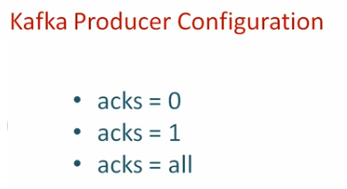 Kafka Producer Configuration
• acks = 0
• acks = 1
• acks = all